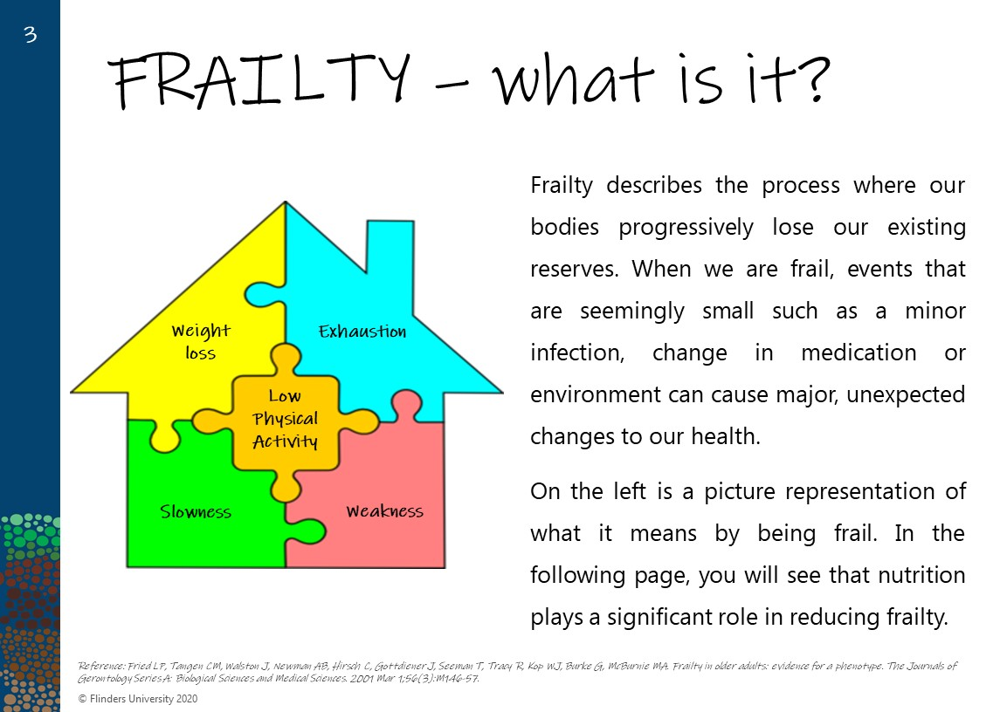 3
FRAILTY – what is it?
Frailty describes the process where our
bodies progressively lose our existing
reserves. When we are frail, events that
are seemingly small such as a minor
infection, change in medication or
environment can cause major, unexpected
changes to our health.
On the left is a picture representation of
what it means by being frail. In the
following page, you will see that nutrition
plays a significant role in reducing frailty.
Weight
loss
Exhaustion
Low
Physical
Activity
Slowness
Weakness
Reference: Fried LP, Tangen CM, Walston J, Newman AB, Hirsch C, Gottdiener J, Seeman T, Tracy R, Kop WJ, Burke G, McBurnie MA. Frailty in older adults: evidence for a phenotype. The Journals of
Gerontology Series A: Biological Sciences and Medical Sciences. 2001 Mar 1;56(3):M146-57.
© Flinders University 2020